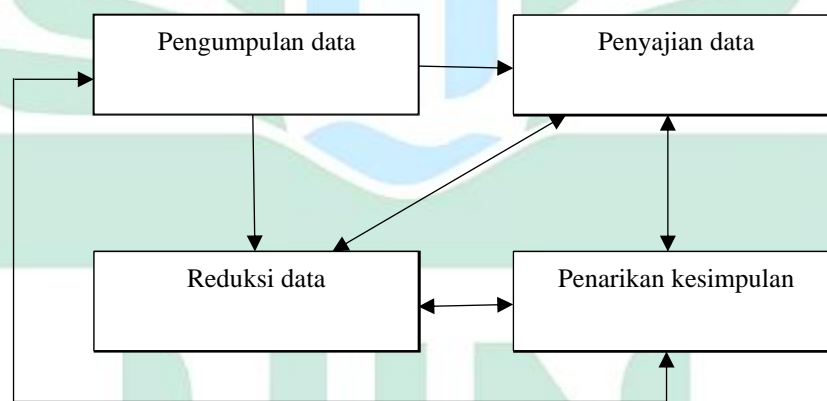 Pengumpulan data
Penyajian data
Reduksi data
Penarikan kesimpulan